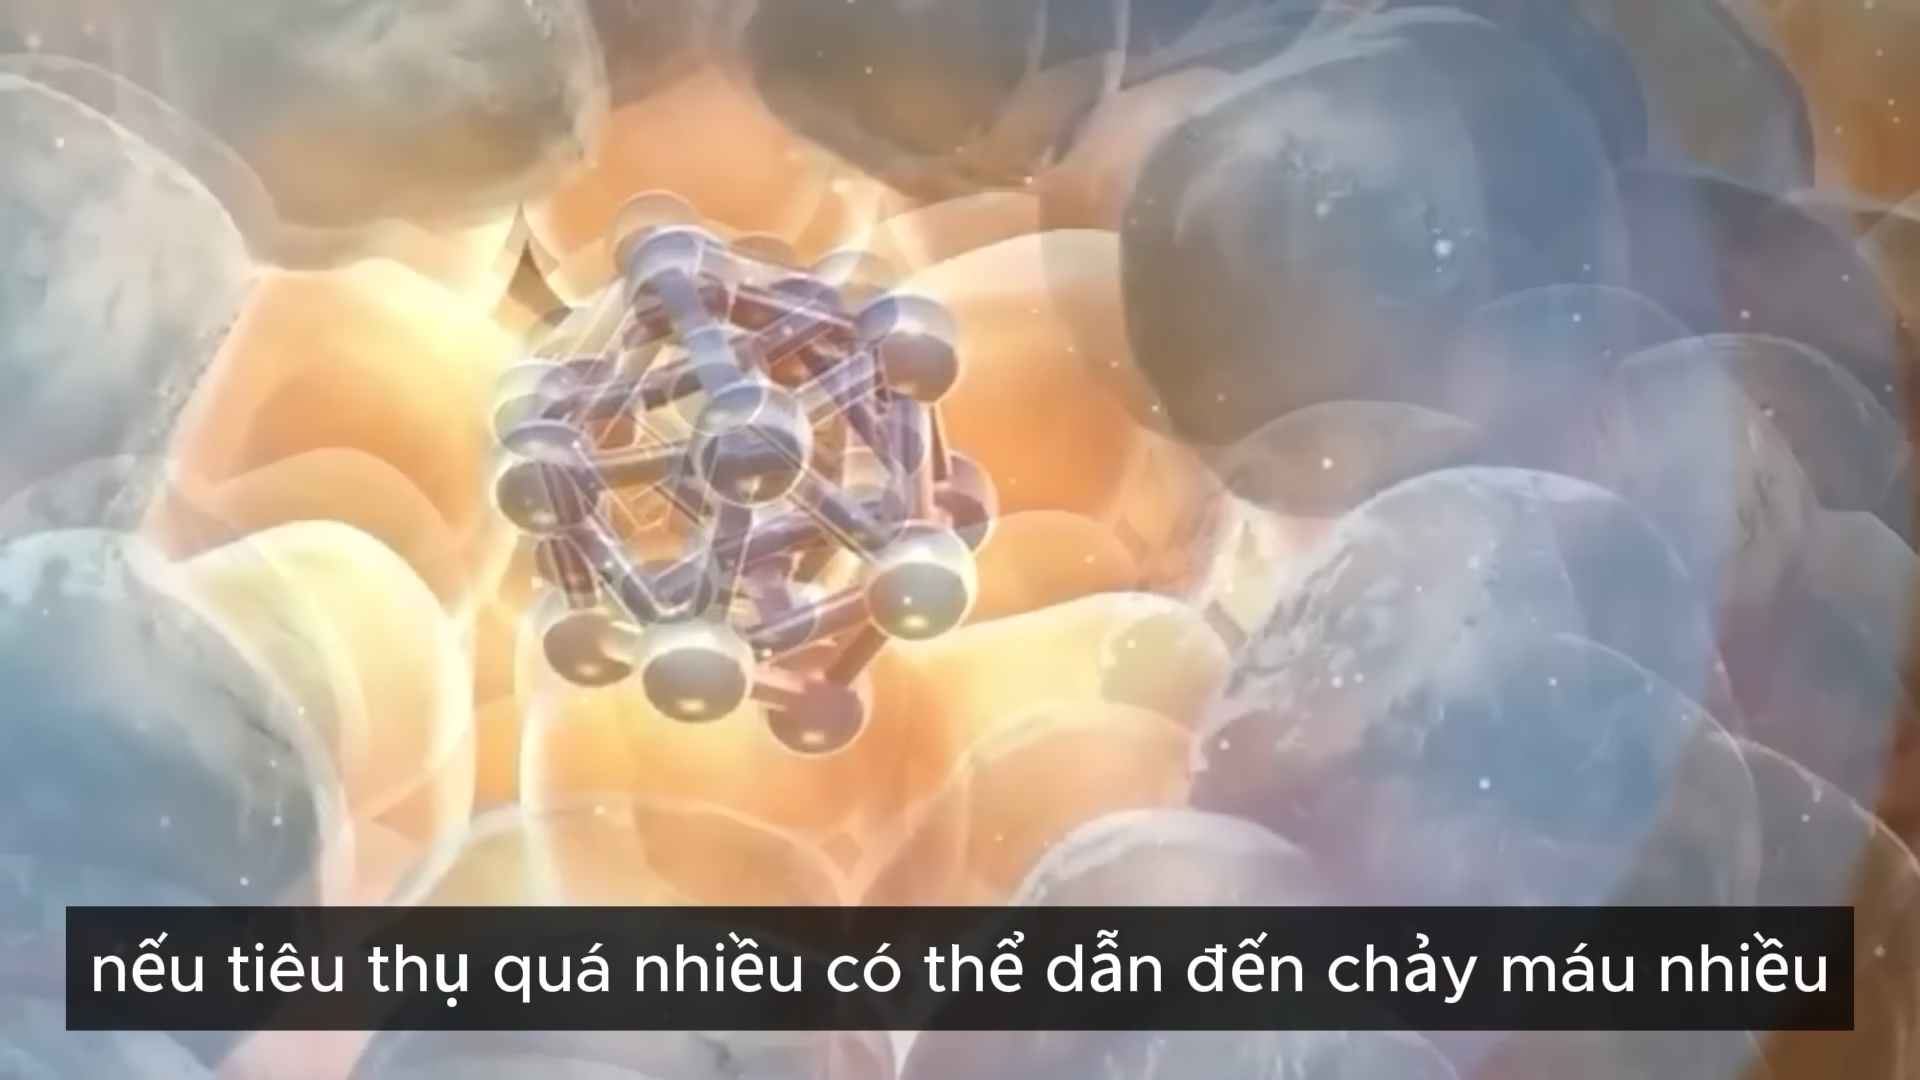 nếu tiêu thụ quá nhiều có thể dẫn đến chảy máu nhiều